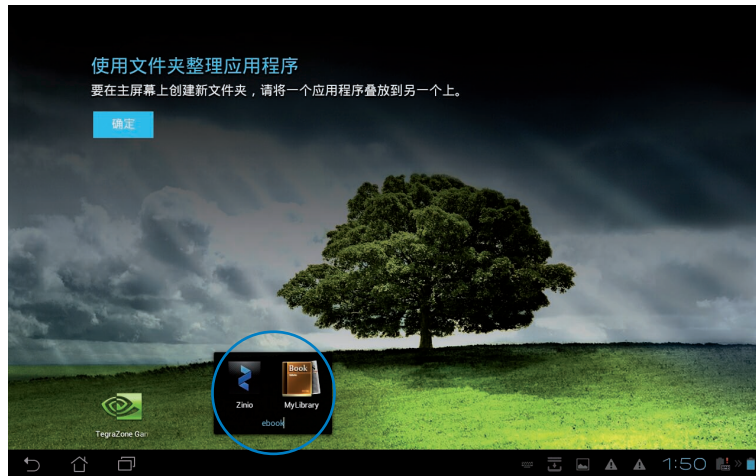 使用文件夹整理应用程序
要在主屏幕上创建新文件夹，请将一个应用程序叠放到另一个上。
确定
Book
Zinio
MyLibrary
ebook
TegraZone Gan
1:50